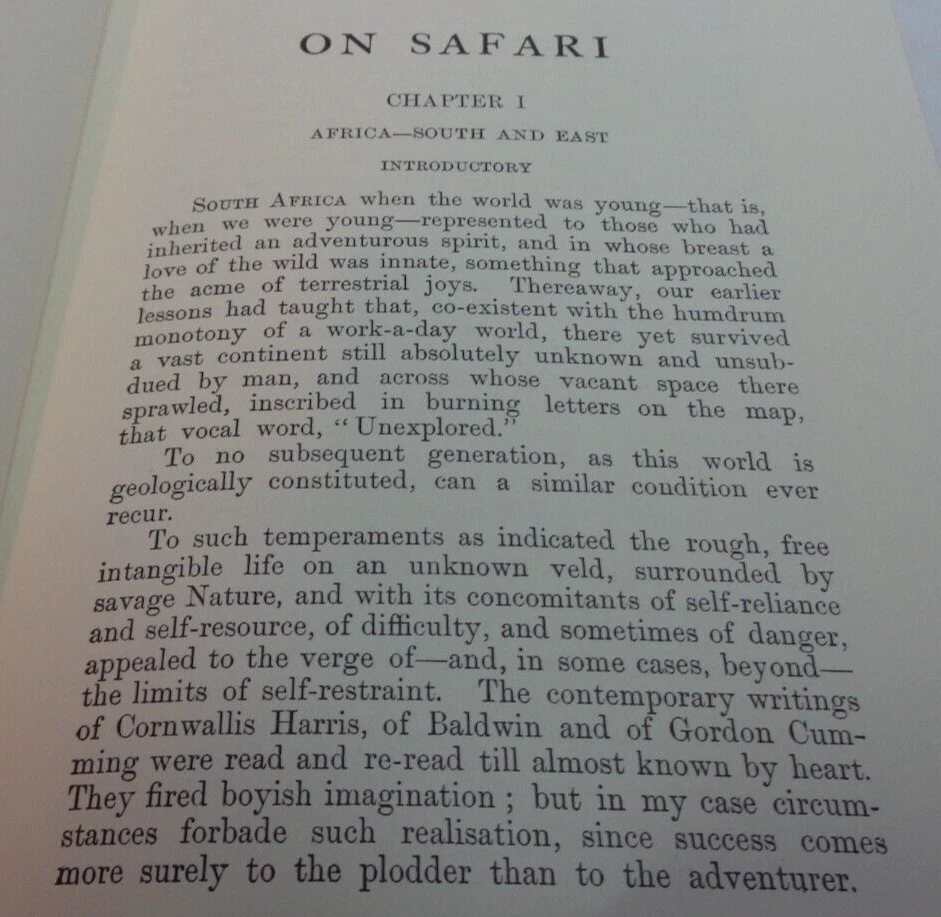 ON SAFARI
CHAPTER I
AFRICA—SOUTH AND EAST
INTRODUCTORY
SOUTH AFRICA when the world was young—that is,
when we were young—represented to those who had
inherited an adventurous spirit, and in whose breast a
love of the wild was innate, something that approached
the acme of terrestrial joys. Thereaway, our earlier
lessons had taught that, co-existent with the humdrum
monotony of a work-a-day world, there yet survived
a vast continent still absolutely unknown and unsub-
dued by man, and across whose vacant space there
sprawled, inscribed in burning letters on the map,
that vocal word, “Unexplored.”
To no subsequent generation, as this world is
geologically constituted, can a similar condition ever
recur.
To such temperaments as indicated the rough, free
intangible life on an unknown veld, surrounded by
savage Nature, and with its concomitants of self-reliance
and self-resource, of difficulty, and sometimes of danger,
appealed to the verge of—and, in some cases, beyond—
the limits of self-restraint. The contemporary writings
of Cornwallis Harris, of Baldwin and of Gordon Cum-
ming were read and re-read till almost known by heart.
They fired boyish imagination ; but in my case circum-
stances forbade such realisation, since success comes
more surely to the plodder than to the adventurer.